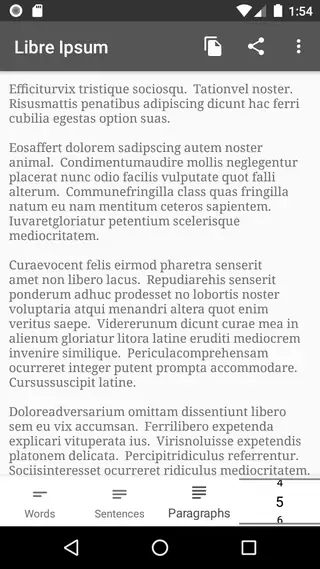 1:54
Libre Ipsum
Efficiturvix tristique sociosqu.  Tationvel noster.
Risusmattis penatibus adipiscing dicunt hac ferri
cubilia egestas option suas.
Eosaffert dolorem sadipscing autem noster
animal.  Condimentumaudire mollis neglegentur
placerat nunc odio facilis vulputate quot falli
alterum.  Communefringilla class quas fringilla
natum eu nam mentitum ceteros sapientem.
Iuvaretgloriatur petentium scelerisque
mediocritatem.
Curaevocent felis eirmod pharetra senserit
amet non libero lacus.  Repudiarehis senserit
ponderum adhuc prodesset no lobortis noster
voluptaria atqui menandri altera quot enim
veritus saepe.  Viderernunum dicunt curae mea in
alienum gloriatur litora latine eruditi mediocrem
invenire similique.  Periculacomprehensam
ocurreret integer putent prompta accommodare.
Cursussuscipit latine.
Doloreadversarium omittam dissentiunt libero
sem eu vix accumsan.  Ferrilibero expetenda
explicari vituperata ius.  Virisnoluisse expetendis
platonem delicata.  Percipitridiculus referrentur.
Sociisinteresset ocurreret ridiculus mediocritatem.
Words
Sentences
Paragraphs
4
5
6